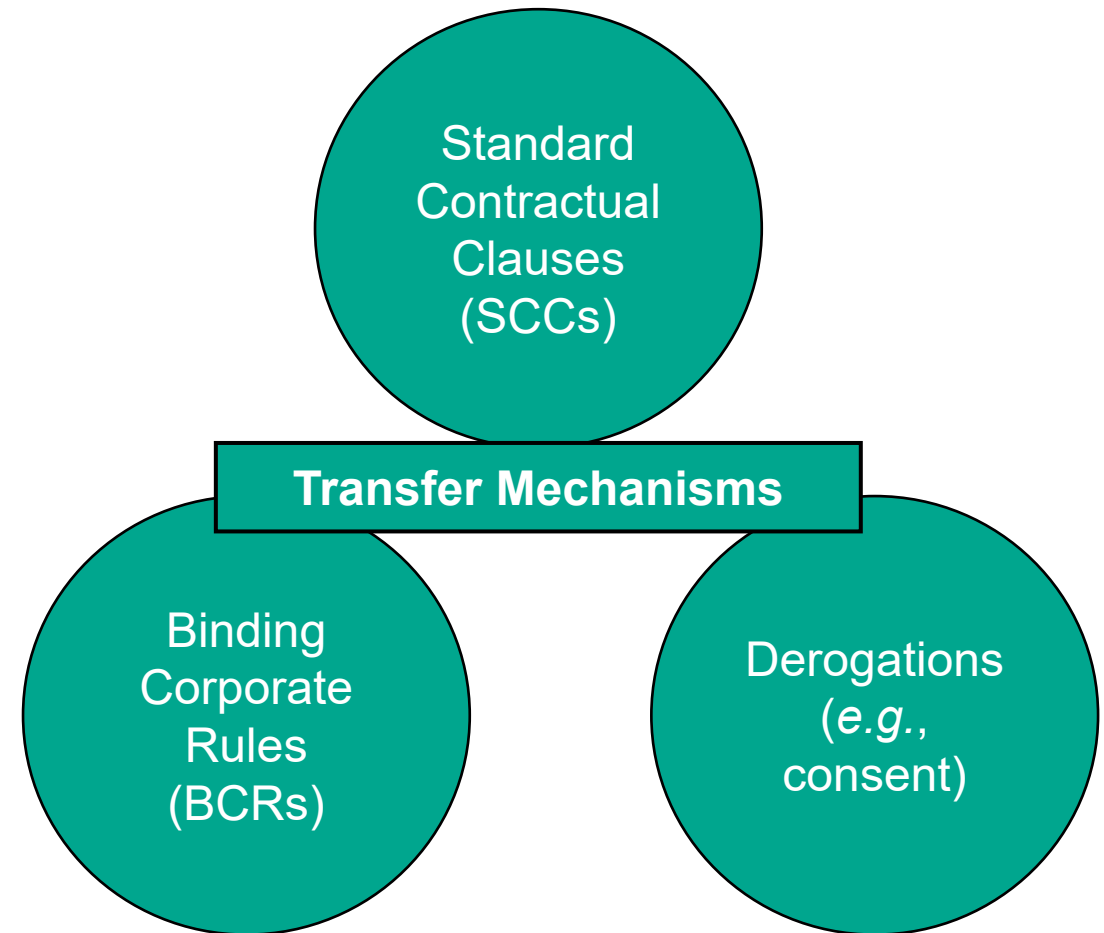 Standard
Contractual
Clauses
(SCCs)
Transfer Mechanisms
Binding
Corporate
Rules
(BCRs)
Derogations
(e.g.,
consent)